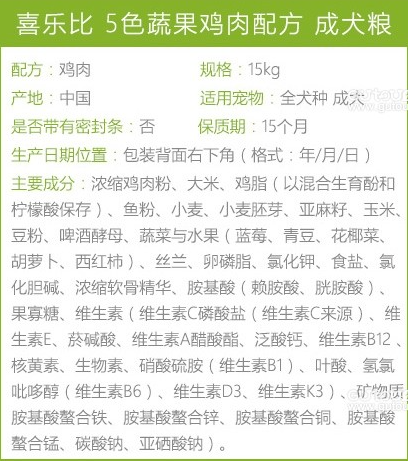 喜乐比 5色蔬果鸡肉配方 成犬粮
配方：鸡肉 规格：15kg
产地：中国 适用宠物：全犬种 成犬
是否带有密封条：否 保质期：15个月
生产日期位置：包装背面右下角（格式：年/月/日）
主要成分：浓缩鸡肉粉、大米、鸡脂（以混合生育酚和
柠檬酸保存）、鱼粉、小麦、小麦胚芽、亚麻籽、玉米、
豆粉、啤酒酵母、蔬菜与水果（蓝莓、青豆、花椰菜、
胡萝卜、西红柿）、丝兰、卵磷脂、氯化钾、食盐、氯
化胆碱、浓缩软骨精华、胺基酸（赖胺酸、胱胺酸）、
果寡糖、维生素（维生素C磷酸盐（维生素C来源）、维
生素E、菸碱酸、维生素A醋酸酯、泛酸钙、维生素B12 、
核黄素、生物素、硝酸硫胺（维生素B1）、叶酸、氢氯
吡哆醇（维生素B6）、维生素D3、维生素K3）、矿物质
胺基酸螯合铁、胺基酸螯合锌、胺基酸螯合铜、胺基酸
螯合锰、碳酸钠、亚硒酸钠）。